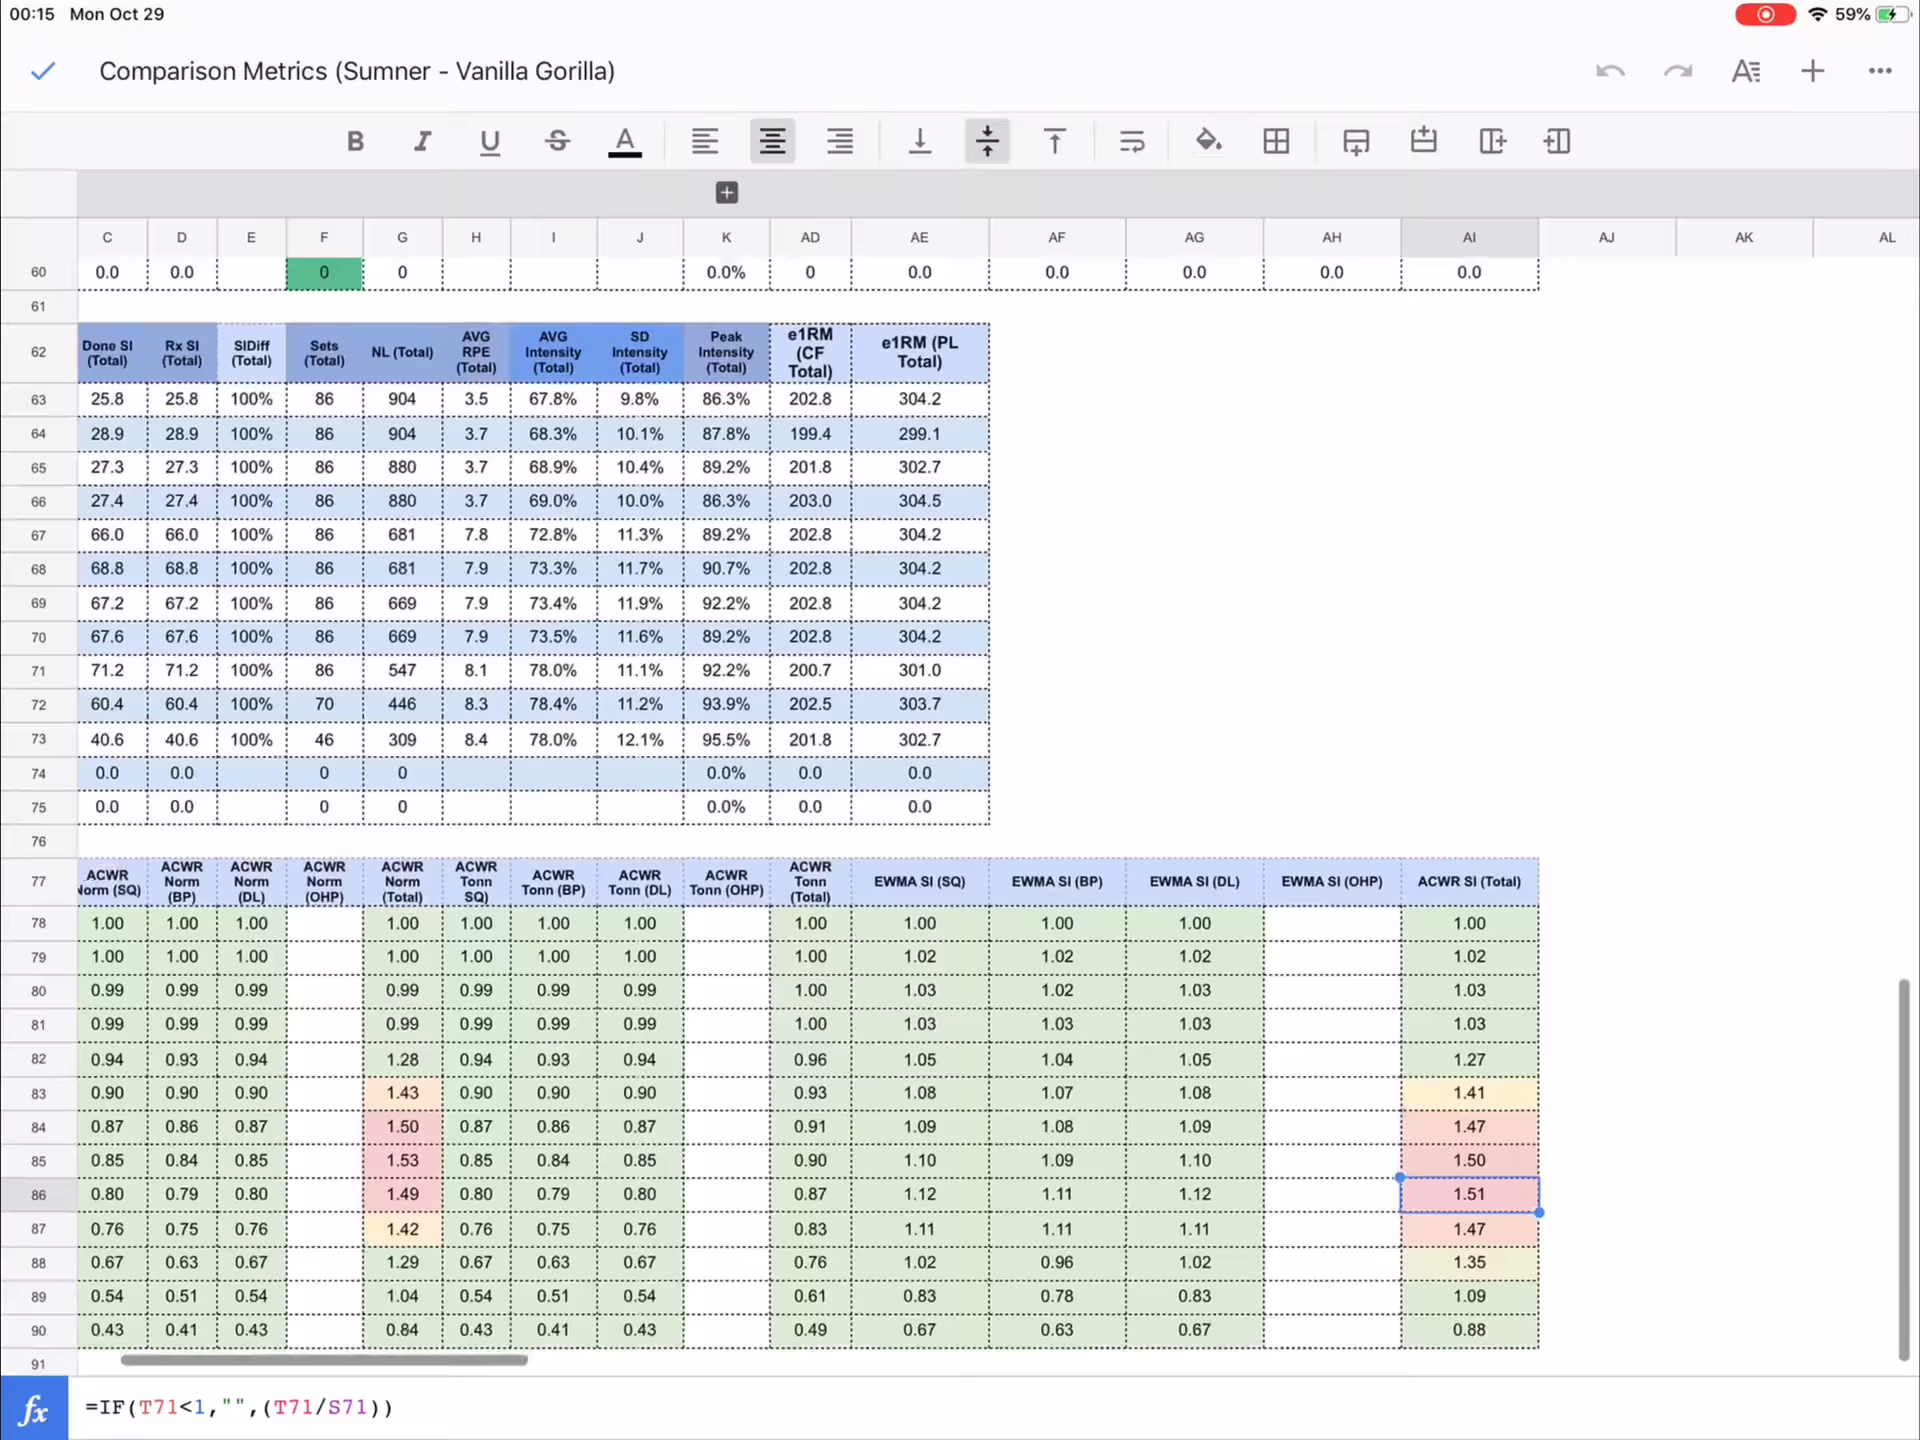 00:15 Mon Oct 29
59%
Comparison Metrics (Sumner - Vanilla Gorilla)
B I U S A
C D E F G H I J K AD AE AF AG AH AI AJ AK AL
60 0.0 0.0 0 0 0.0% 0 0.0 0.0 0.0 0.0 0.0
61
62 Done SI (Total) Rx SI (Total) SIDiff (Total) Sets (Total) NL (Total) AVG RPE (Total) AVG Intensity (Total) SD Intensity (Total) Peak Intensity (Total) e1RM (CF Total) e1RM (PL Total)
63 25.8 25.8 100% 86 904 3.5 67.8% 9.8% 86.3% 202.8 304.2
64 28.9 28.9 100% 86 904 3.7 68.3% 10.1% 87.8% 199.4 299.1
65 27.3 27.3 100% 86 880 3.7 68.9% 10.4% 89.2% 201.8 302.7
66 27.4 27.4 100% 86 880 3.7 69.0% 10.0% 86.3% 203.0 304.5
67 66.0 66.0 100% 86 681 7.8 72.8% 11.3% 89.2% 202.8 304.2
68 68.8 68.8 100% 86 681 7.9 73.3% 11.7% 90.7% 202.8 304.2
69 67.2 67.2 100% 86 669 7.9 73.4% 11.9% 92.2% 202.8 304.2
70 67.6 67.6 100% 86 669 7.9 73.5% 11.6% 89.2% 202.8 304.2
71 71.2 71.2 100% 86 547 8.1 78.0% 11.1% 92.2% 200.7 301.0
72 60.4 60.4 100% 70 446 8.3 78.4% 11.2% 93.9% 202.5 303.7
73 40.6 40.6 100% 46 309 8.4 78.0% 12.1% 95.5% 201.8 302.7
74 0.0 0.0 0 0 0.0% 0.0 0.0
75 0.0 0.0 0 0 0.0% 0.0 0.0
76
77 ACWR Norm (SQ) ACWR Norm (BP) ACWR Norm (DL) ACWR Norm (OHP) ACWR Norm (Total) ACWR Tonn SQ) ACWR Tonn (BP) ACWR Tonn (DL) ACWR Tonn (OHP) ACWR Tonn (Total) EWMA SI (SQ) EWMA SI (BP) EWMA SI (DL) EWMA SI (OHP) ACWR SI (Total)
78 1.00 1.00 1.00 1.00 1.00 1.00 1.00 1.00 1.00 1.00 1.00 1.00
79 1.00 1.00 1.00 1.00 1.00 1.00 1.00 1.00 1.02 1.02 1.02 1.02
80 0.99 0.99 0.99 0.99 0.99 0.99 0.99 1.00 1.03 1.02 1.03 1.03
81 0.99 0.99 0.99 0.99 0.99 0.99 0.99 1.00 1.03 1.03 1.03 1.03
82 0.94 0.93 0.94 1.28 0.94 0.93 0.94 0.96 1.05 1.04 1.05 1.27
83 0.90 0.90 0.90 1.43 0.90 0.90 0.90 0.93 1.08 1.07 1.08 1.41
84 0.87 0.86 0.87 1.50 0.87 0.86 0.87 0.91 1.09 1.08 1.09 1.47
85 0.85 0.84 0.85 1.53 0.85 0.84 0.85 0.90 1.10 1.09 1.10 1.50
86 0.80 0.79 0.80 1.49 0.80 0.79 0.80 0.87 1.12 1.11 1.12 1.51
87 0.76 0.75 0.76 1.42 0.76 0.75 0.76 0.83 1.11 1.11 1.11 1.47
88 0.67 0.63 0.67 1.29 0.67 0.63 0.67 0.76 1.02 0.96 1.02 1.35
89 0.54 0.51 0.54 1.04 0.54 0.51 0.54 0.61 0.83 0.78 0.83 1.09
90 0.43 0.41 0.43 0.84 0.43 0.41 0.43 0.49 0.67 0.63 0.67 0.88
91
fx =IF(T71<1,"",(T71/S71))